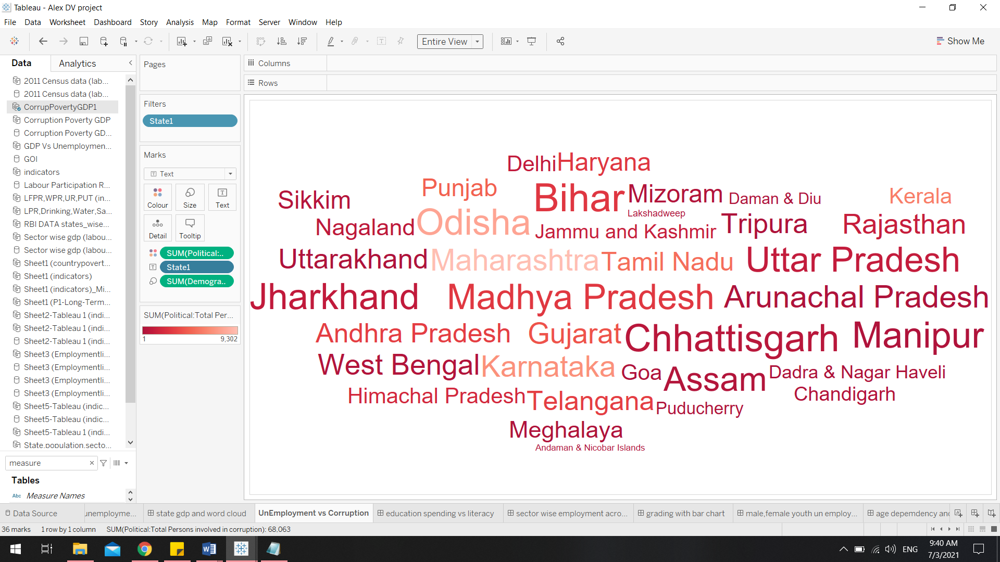 Tableau - Alex DV project
File Data Worksheet Dashboard Story Analysis Map Format Server Window Help
Entire View
Show Me
Data Analytics
2011 Census data (lab...
2011 Census data (lab...
CorrupPovertyGDP1
Corruption Poverty GDP
Corruption Poverty GD...
GDP Vs Unemploymen...
GOI
indicators
Labour Participation R...
LFPR,WPR,UR,PUT (in...
LPR,Drinking,Water,Sa...
RBI DATA states_wise...
Sector wise gdp (labou...
Sector wise gdp (labou...
Sheet1 (countrypovert...
Sheet1 (indicators)
Sheet1 (indicators)_Mi...
Sheet1 (P1-Long-Term...
Sheet2-Tableau 1 (indi...
Sheet2-Tableau 1 (indi...
Sheet2-Tableau 1 (indi...
Sheet3 (Employmentli...
Sheet3 (Employmentli...
Sheet3 (Employmentli...
Sheet3 (Employmentli...
Sheet5-Tableau (indic...
Sheet5-Tableau (indic...
Sheet5-Tableau 1 (indi...
State,population,secto...
measure
Tables
Abc Measure Names
Pages
Filters
State1
Marks
Text
Colour Size Text
Detail Tooltip
SUM(Political:..
State1
SUM(Demogra..
SUM(Political:Total Per...
1 9,302
Columns
Rows
Delhi Haryana
Punjab Bihar Mizoram Daman & Diu Kerala
Sikkim
Lakshadweep
Nagaland Odisha Jammu and Kashmir Tripura Rajasthan
Uttarakhand Maharashtra Tamil Nadu Uttar Pradesh
Jharkhand Madhya Pradesh Arunachal Pradesh
Andhra Pradesh Gujarat Chhattisgarh Manipur
West Bengal Karnataka Goa Assam Dadra & Nagar Haveli
Himachal Pradesh Telangana Puducherry Chandigarh
Meghalaya
Andaman & Nicobar Islands
Data Source unemployme... state gdp and word cloud UnEmployment vs Corruption education spending vs literacy sector wise employment acro... grading with bar chart male,female youth un employ... age depemdency and
36 marks 1 row by 1 column SUM(Political:Total Persons involved in corruption): 68,063
ENG
9:40 AM
7/3/2021